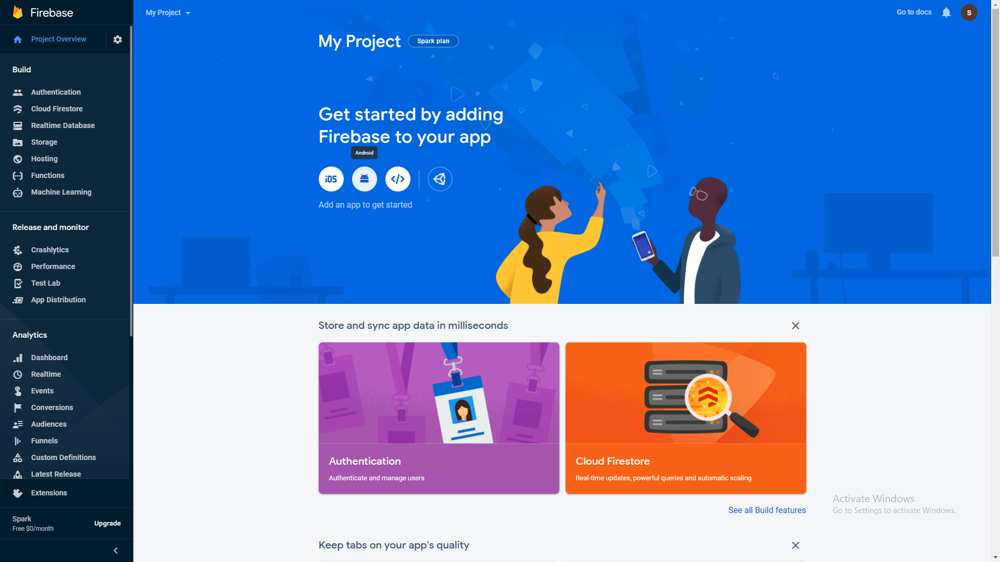 Firebase
Project Overview
Build
Authentication
Cloud Firestore
Realtime Database
Storage
Hosting
Functions
Machine Learning
Release and monitor
Crashlytics
Performance
Test Lab
App Distribution
Analytics
Dashboard
Realtime
Events
Conversions
Audiences
Funnels
Custom Definitions
Latest Release
Extensions
Spark
Free $0/month
Upgrade
My Project
Go to docs
S
My Project
Spark plan
Get started by adding
Firebase to your app
Android
iOS
Add an app to get started
Store and sync app data in milliseconds
Authentication
Authenticate and manage users
Cloud Firestore
Real-time updates, powerful queries and automatic scaling
See all Build features
Activate Windows
Go to Settings to activate Windows.
Keep tabs on your app's quality